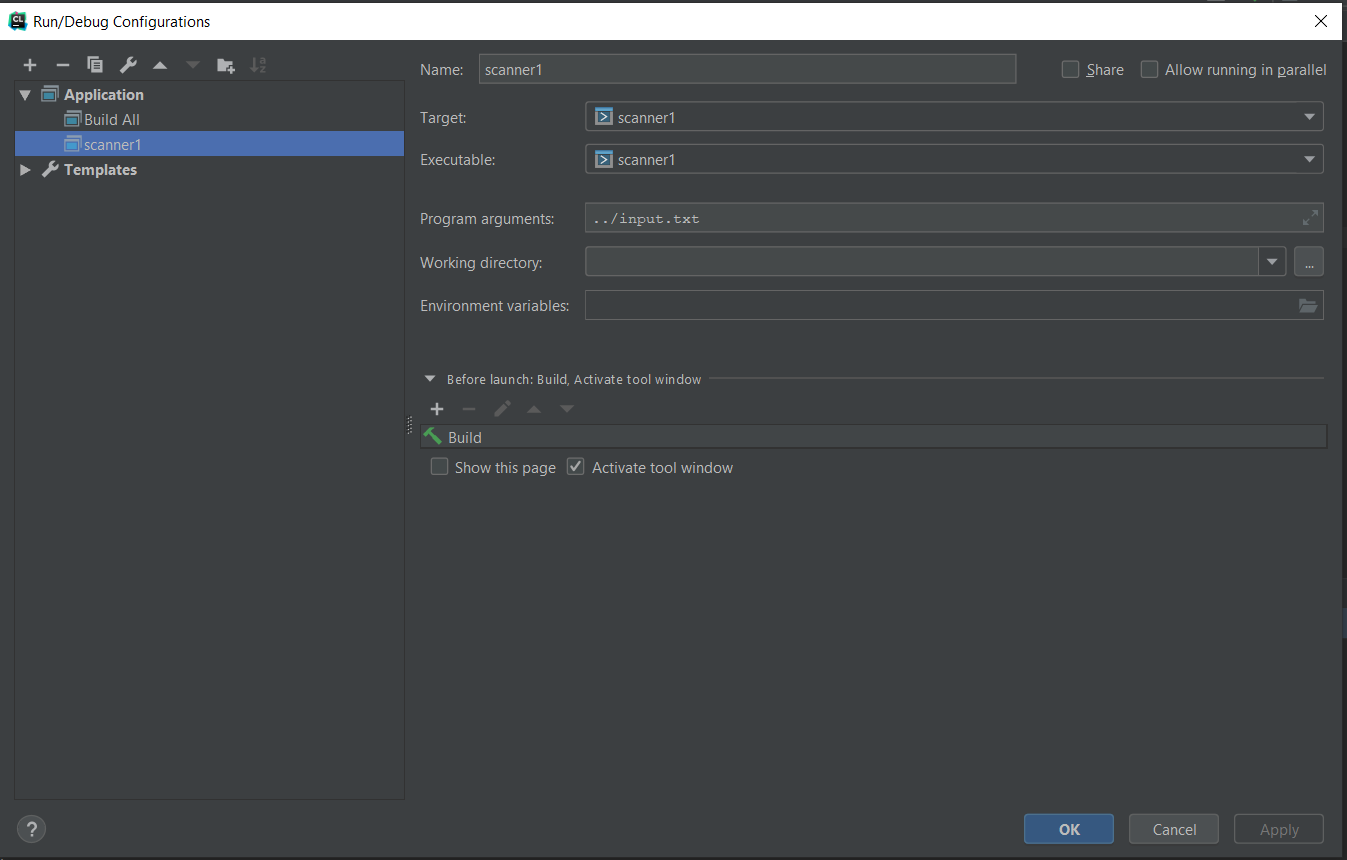 CL Run/Debug Configurations
Name: scanner1 Share Allow running in parallel
Application
Build All
scanner1
Templates
Target: scanner1
Executable: scanner1
Program arguments: ../input.txt
Working directory: ...
Environment variables:
Before launch: Build, Activate tool window
Build
Show this page Activate tool window
? OK Cancel Apply